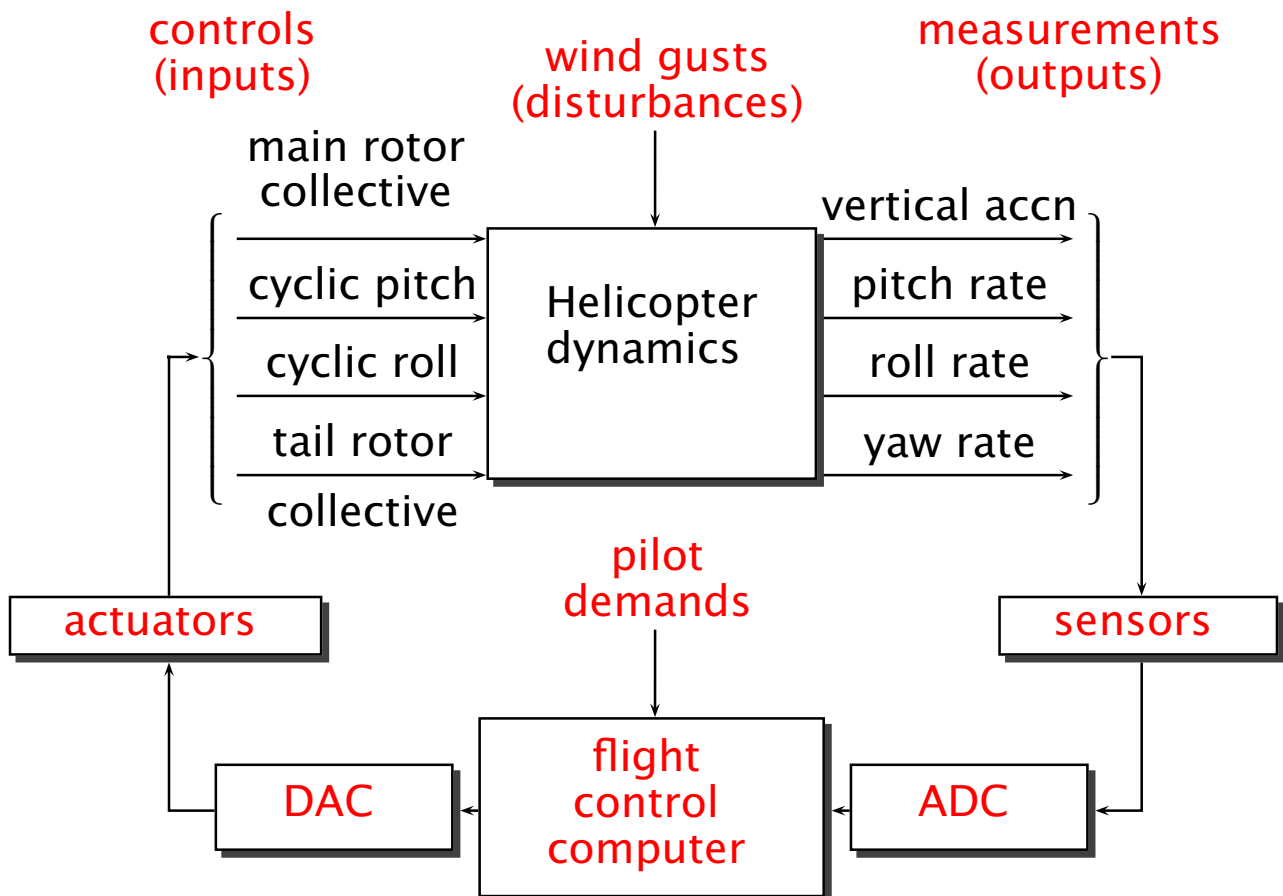 controls
(inputs)
wind gusts
(disturbances)
measurements
(outputs)
main rotor
collective
vertical accn
cyclic pitch
pitch rate
Helicopter
dynamics
cyclic roll
roll rate
tail rotor
yaw rate
collective
pilot
demands
actuators
sensors
DAC
flight
control
computer
ADC